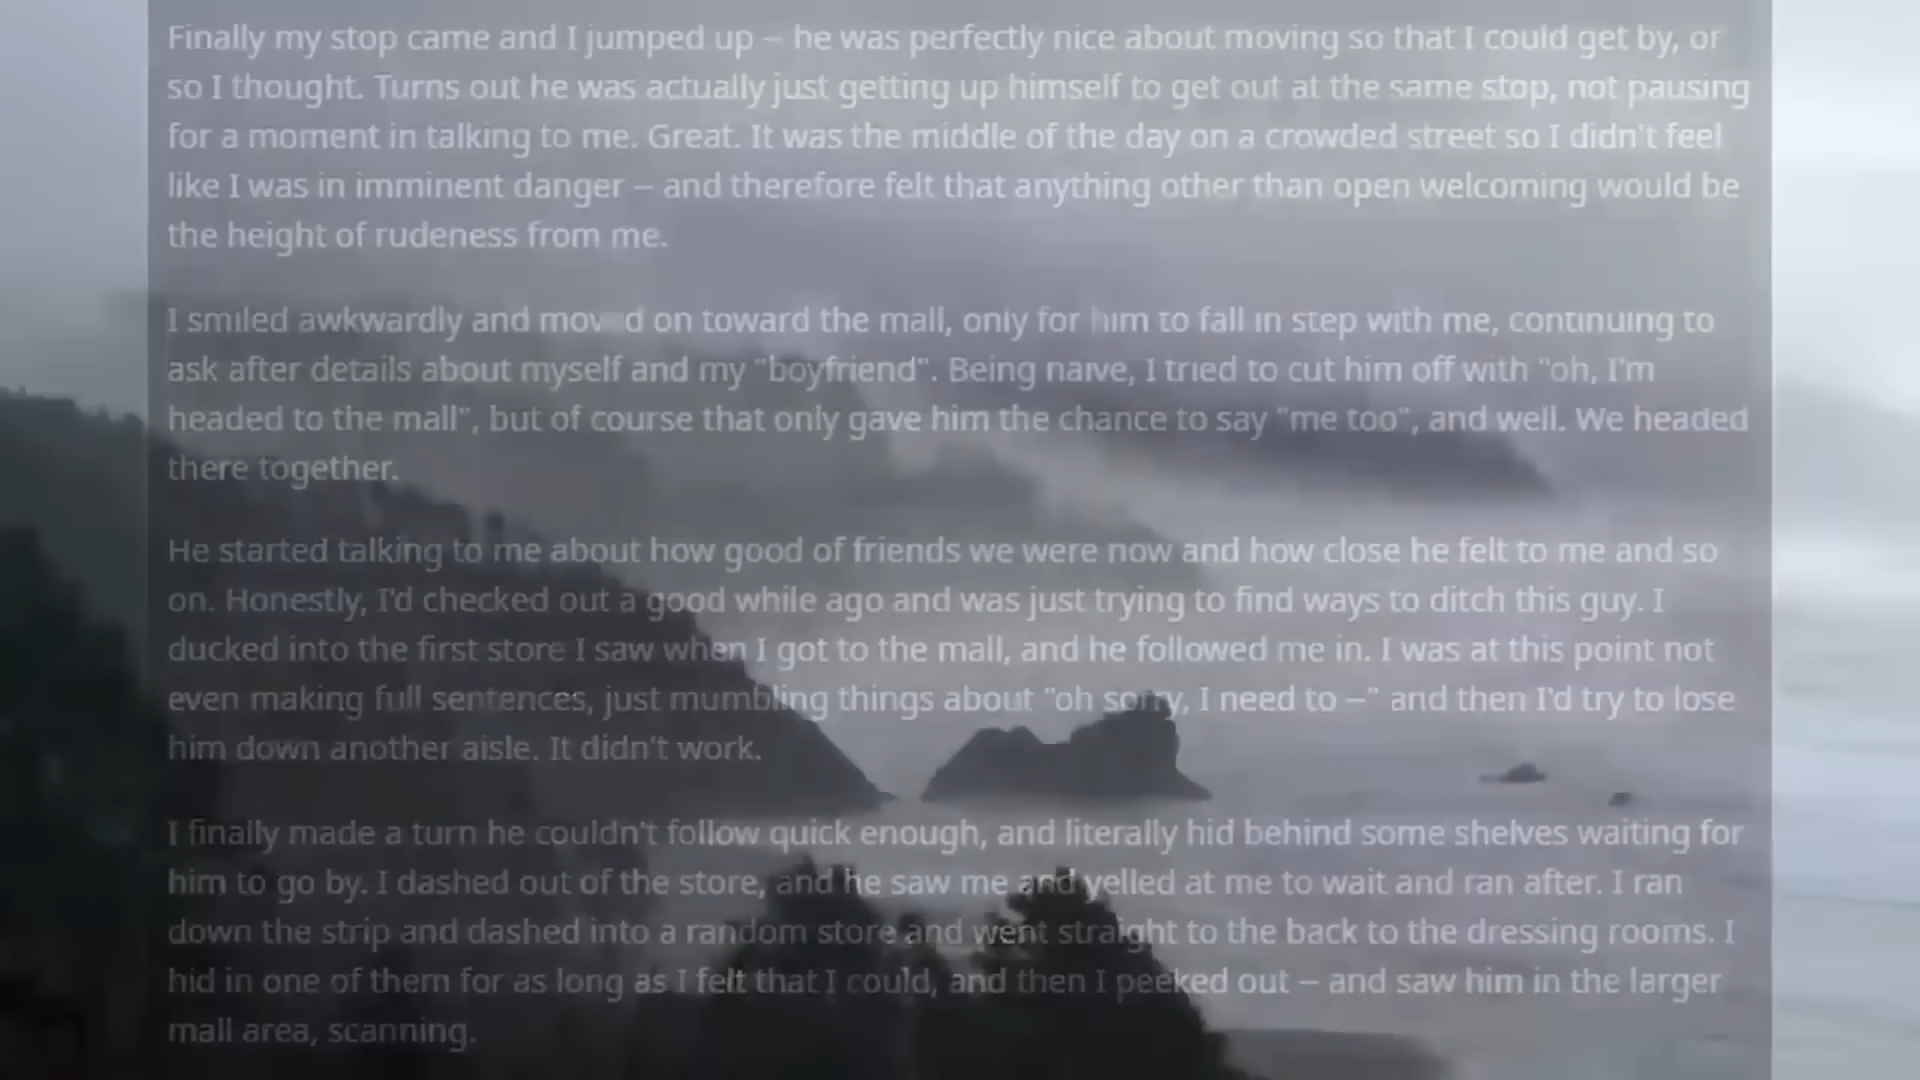 Finally my stop came and I jumped up – he was perfectly nice about moving so that I could get by, or
so I thought. Turns out he was actually just getting up himself to get out at the same stop, not pausing
for a moment in talking to me. Great. It was the middle of the day on a crowded street so I didn't feel
like I was in imminent danger – and therefore felt that anything other than open welcoming would be
the height of rudeness from me.
I smiled awkwardly and moved on toward the mall, only for him to fall in step with me, continuing to
ask after details about myself and my "boyfriend". Being naive, I tried to cut him off with "oh, I'm
headed to the mall", but of course that only gave him the chance to say "me too", and well. We headed
there together.
He started talking to me about how good of friends we were now and how close he felt to me and so
on. Honestly, I'd checked out a good while ago and was just trying to find ways to ditch this guy. I
ducked into the first store I saw when I got to the mall, and he followed me in. I was at this point not
even making full sentences, just mumbling things about "oh sorry, I need to –" and then I'd try to lose
him down another aisle. It didn't work.
I finally made a turn he couldn't follow quick enough, and literally hid behind some shelves waiting for
him to go by. I dashed out of the store, and he saw me and yelled at me to wait and ran after. I ran
down the strip and dashed into a random store and went straight to the back to the dressing rooms. I
hid in one of them for as long as I felt that I could, and then I peeked out – and saw him in the larger
mall area, scanning.